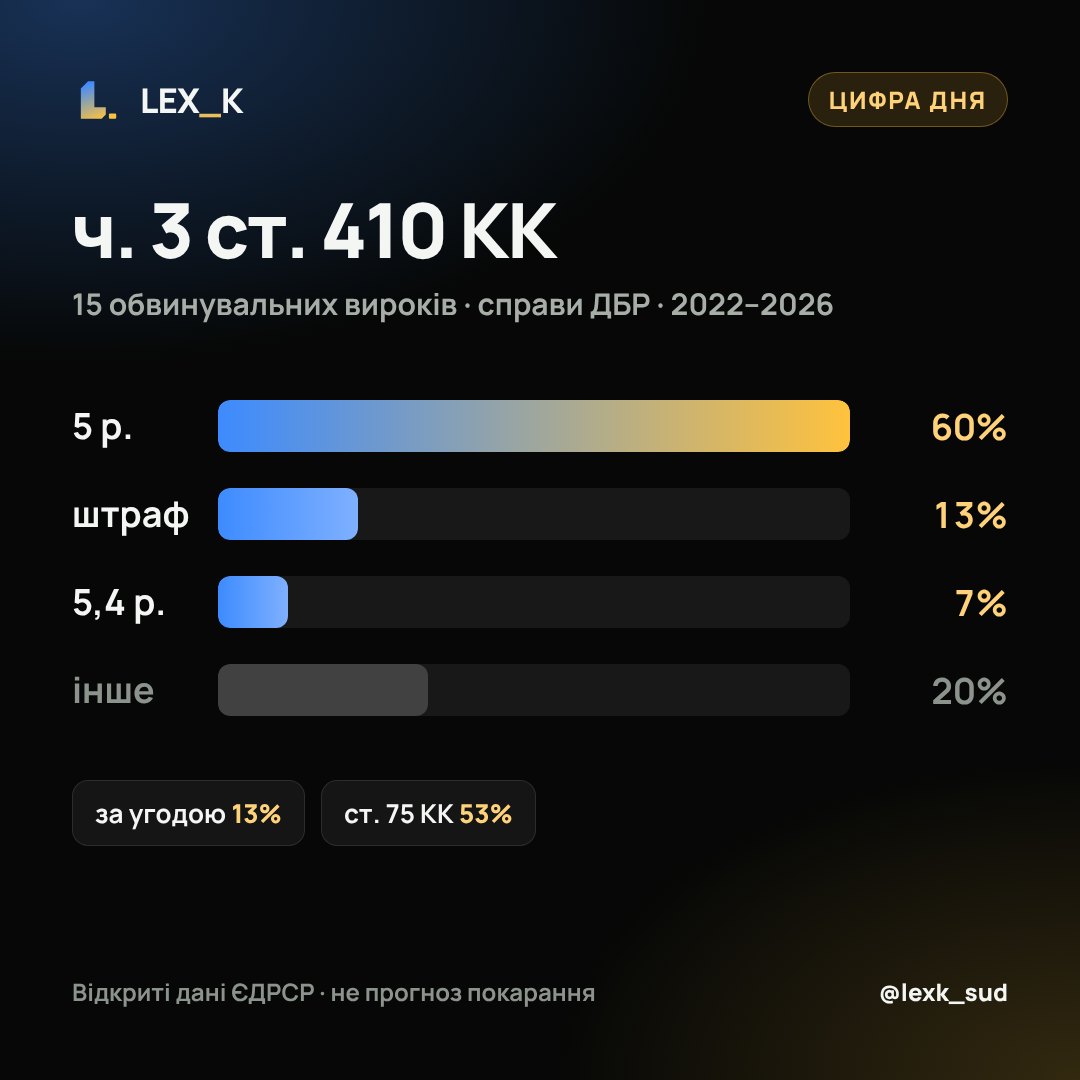 LEX_K
ЦИФРА ДНЯ
ч. 3 ст. 410 КК
15 обвинувальних вироків · справи ДБР · 2022–2026
5 р. 60%
штраф 13%
5,4 р. 7%
інше 20%
за угодою 13%
ст. 75 КК 53%
Відкриті дані ЄДРСР · не прогноз покарання
@lexk_sud